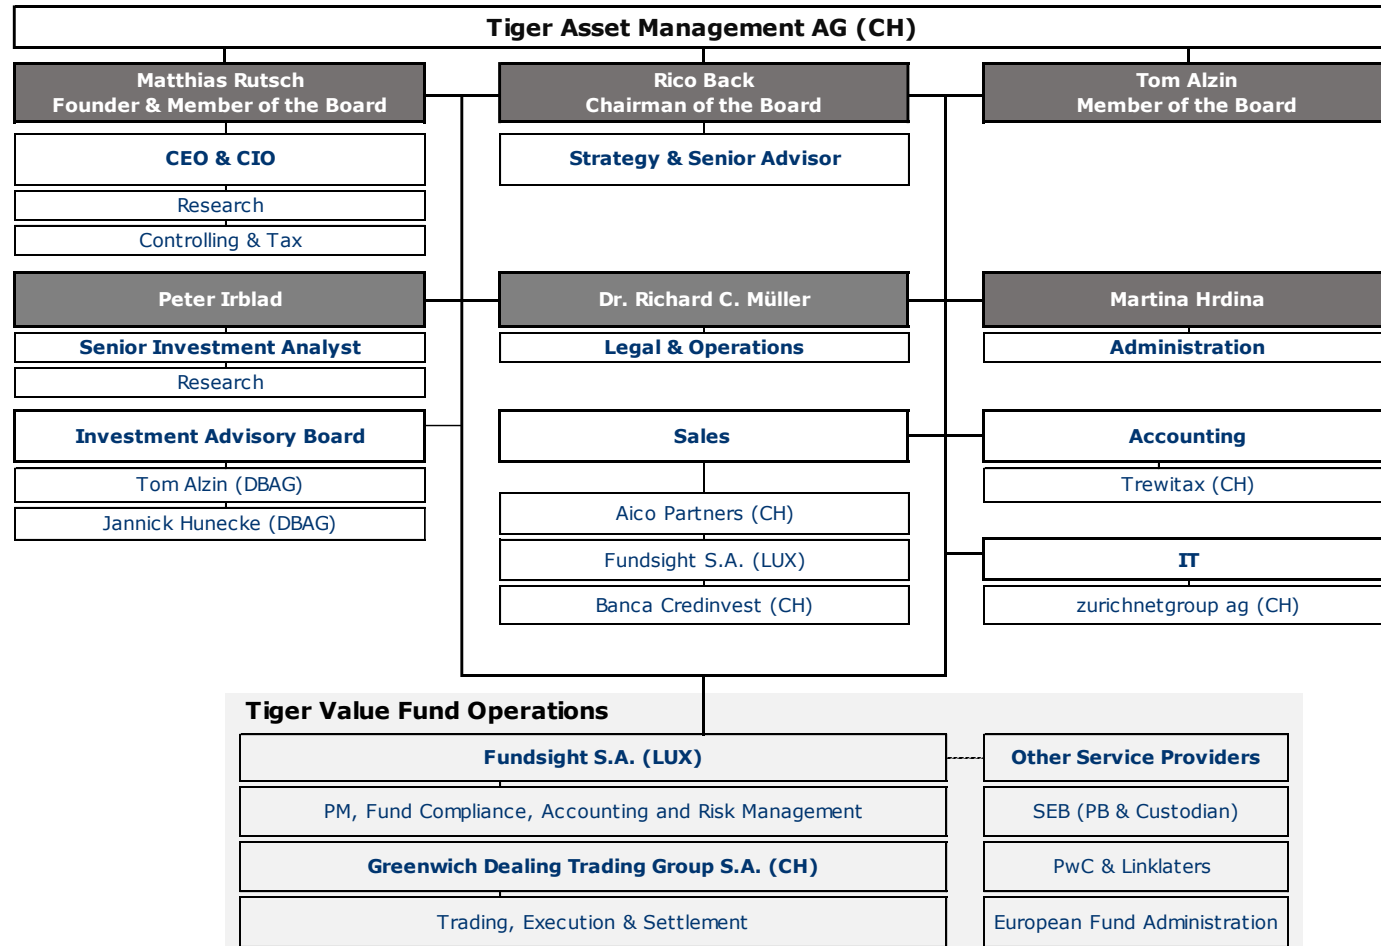 Tiger Asset Management AG (CH)
Matthias Rutsch
Founder & Member of the Board
Rico Back
Chairman of the Board
Tom Alzin
Member of the Board
CEO & CIO
Strategy & Senior Advisor
Research
Controlling & Tax
Peter Irblad
Dr. Richard C. Müller
Martina Hrdina
Senior Investment Analyst
Legal & Operations
Administration
Research
Investment Advisory Board
Sales
Accounting
Tom Alzin (DBAG)
Trewitax (CH)
Jannick Hunecke (DBAG)
Aico Partners (CH)
Fundsight S.A. (LUX)
IT
Banca Credinvest (CH)
zurichnetgroup ag (CH)
Tiger Value Fund Operations
Fundsight S.A. (LUX)
Other Service Providers
PM, Fund Compliance, Accounting and Risk Management
SEB (PB & Custodian)
Greenwich Dealing Trading Group S.A. (CH)
PwC & Linklaters
Trading, Execution & Settlement
European Fund Administration